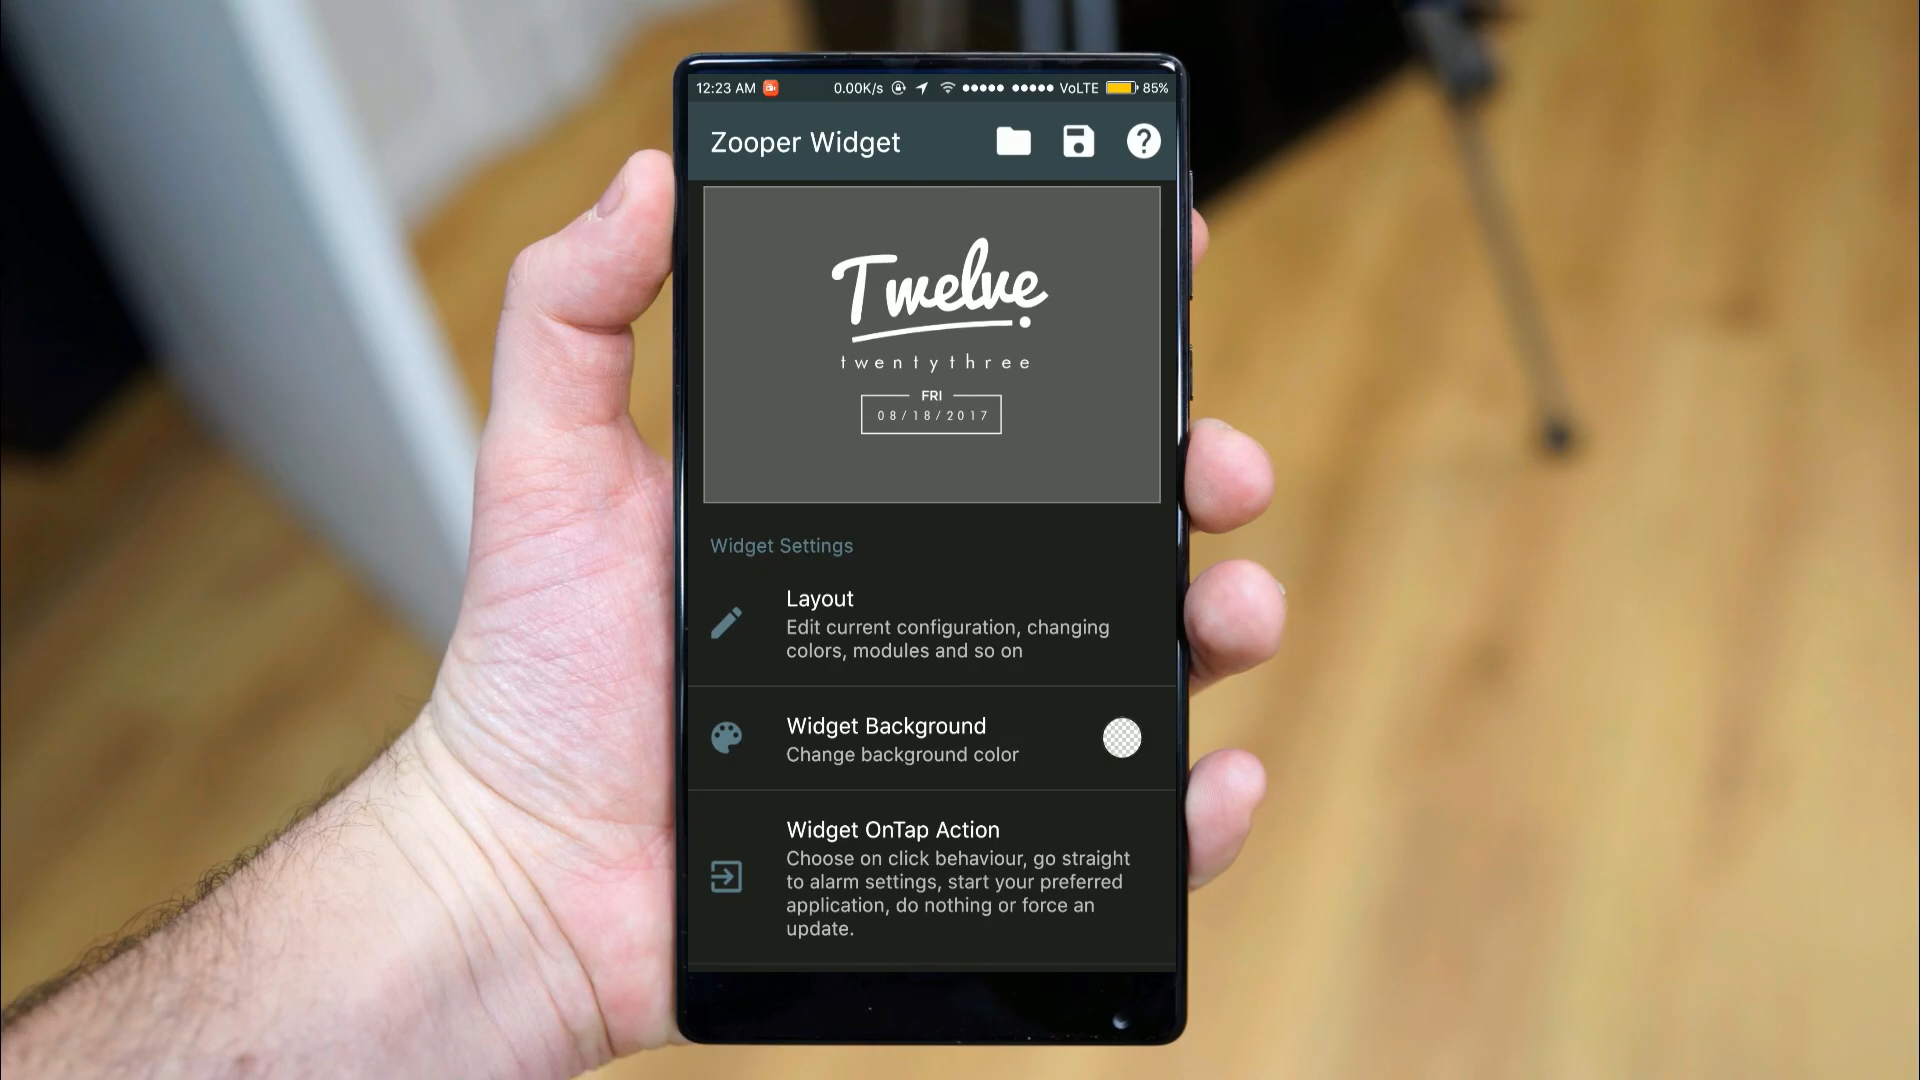 12:23 AM 0.00K/s VoLTE 85%
Zooper Widget
Twelve
twentythree
FRI
08/18/2017
Widget Settings
Layout
Edit current configuration, changing
colors, modules and so on
Widget Background
Change background color
Widget OnTap Action
Choose on click behaviour, go straight
to alarm settings, start your preferred
application, do nothing or force an
update.